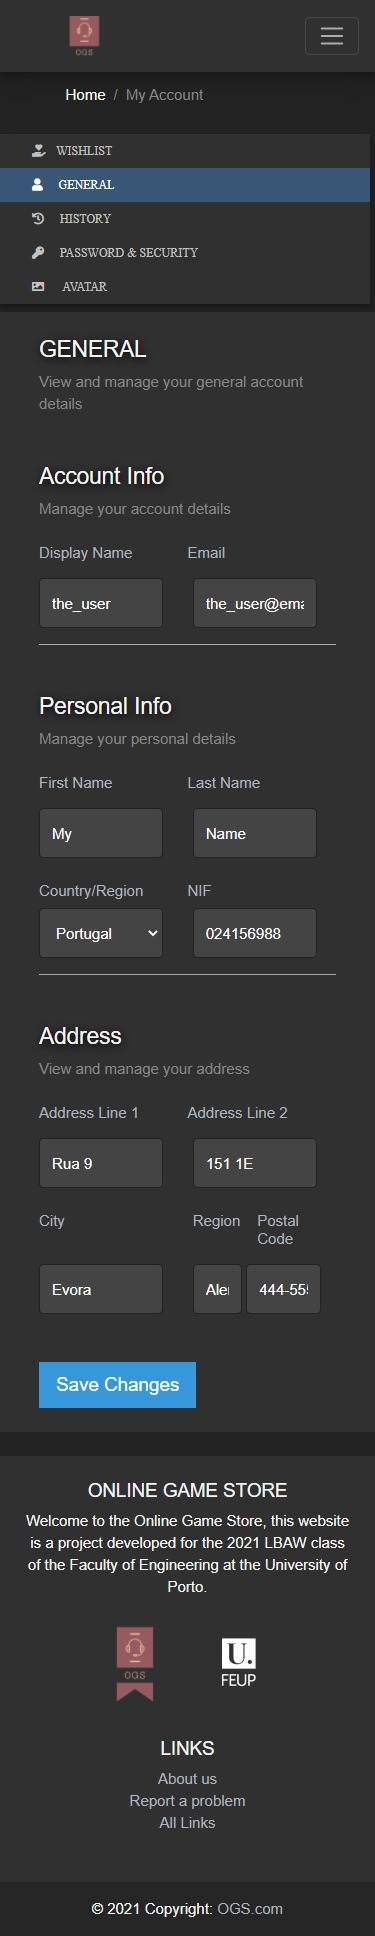 OGS
Home / My Account
WISHLIST
GENERAL
HISTORY
PASSWORD & SECURITY
AVATAR
GENERAL
View and manage your general account
details
Account Info
Manage your account details
Display Name Email
the_user the_user@ema
Personal Info
Manage your personal details
First Name Last Name
My Name
Country/Region NIF
Portugal 024156988
Address
View and manage your address
Address Line 1 Address Line 2
Rua 9 151 1E
City Region Postal
Code
Evora Ale 444-55
Save Changes
ONLINE GAME STORE
Welcome to the Online Game Store, this website
is a project developed for the 2021 LBAW class
of the Faculty of Engineering at the University of
Porto.
OGS
U.
FEUP
LINKS
About us
Report a problem
All Links
© 2021 Copyright: OGS.com